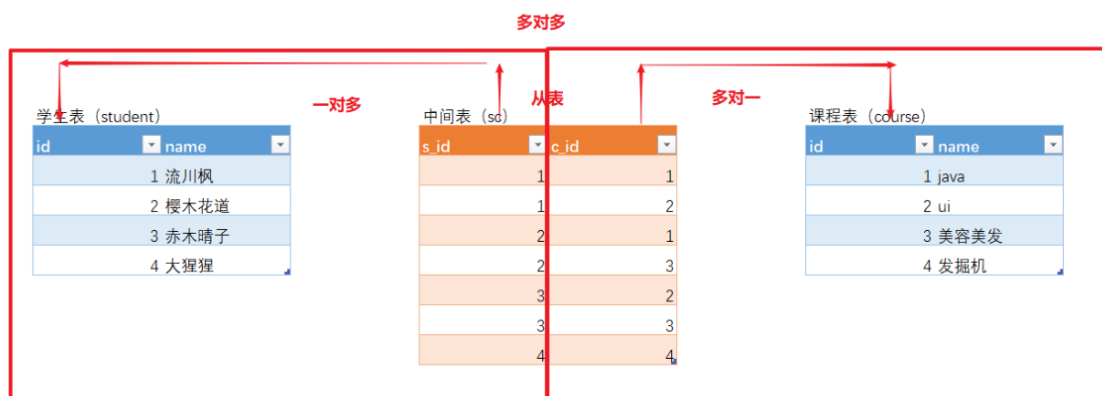 多对多
一对多
从表
多对一
学生表（student）
中间表（sc）
课程表（course）
id name
1 流川枫
2 樱木花道
3 赤木晴子
4 大猩猩
s_id c_id
1 1
1 2
2 1
2 3
3 2
3 3
4 4
id name
1 java
2 ui
3 美容美发
4 发掘机